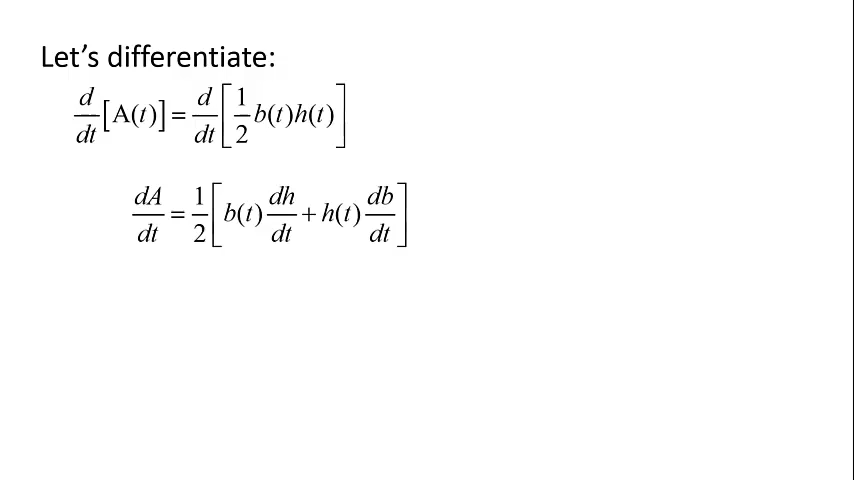 Let's differentiate:
d/dt[A(t)] = d/dt[1/2 b(t)h(t)]
dA/dt = 1/2[b(t) dh/dt + h(t) db/dt]